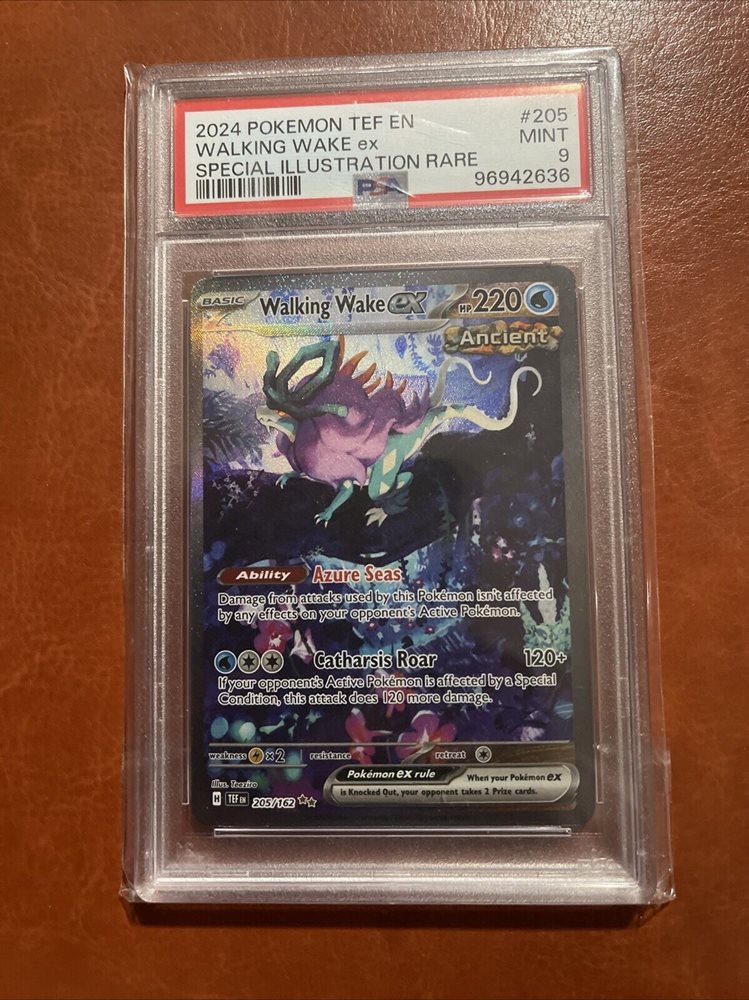 2024 POKEMON TEF EN #205
WALKING WAKE ex MINT
SPECIAL ILLUSTRATION RARE 9
PSA 96942636
BASIC Walking Wake ex HP 220
Ancient
Ability Azure Seas
Damage from attacks used by this Pokémon isn't affected
by any effects on your opponent's Active Pokémon.
Catharsis Roar 120+
If your opponent's Active Pokémon is affected by a Special
Condition, this attack does 120 more damage.
weakness ×2 resistance retreat
Pokémon ex rule When your Pokémon ex
is Knocked Out, your opponent takes 2 Prize cards.
Illus. Teeziro
H TEF EN 205/162